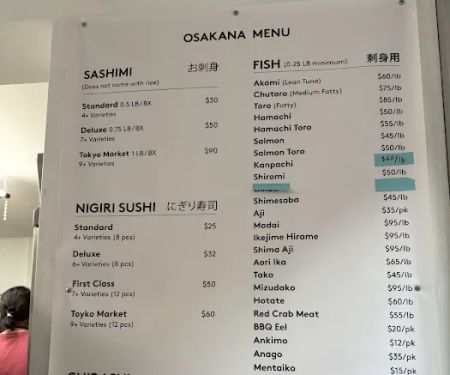 OSAKANA MENU
SASHIMI お刺身
(Does not come with rice)
Standard 0.5 LB/BX $30
4+ Varieties
Deluxe 0.75 LB/BX $50
7+ Varieties
Tokyo Market 1 LB/BX $90
9+ Varieties
NIGIRI SUSHI にぎり寿司
Standard $25
4+ Varieties (8 pcs)
Deluxe $32
6+ Varieties (8 pcs)
First Class $50
7+ Varieties (12 pcs)
Toyko Market $60
9+ Varieties (12 pcs)
FISH (0.25 LB minimum) 刺身用
Akami (Lean Tuna) $60/lb
Chutoro (Medium Fatty) $75/lb
Toro (Fatty) $85/lb
Hamachi $50/lb
Hamachi Toro $55/lb
Salmon $45/lb
Salmon Toro $50/lb
Kanpachi /lb
Shiromi $50/lb
Shimesaba $45/lb
Aji $35/pk
Madai $95/lb
Ikejime Hirame $95/lb
Shima Aji $95/lb
Aori Ika $65/lb
Tako $45/lb
Mizudako $95/lb
Hotate $60/lb
Red Crab Meat $55/lb
BBQ Eel $20/pk
Ankimo $12/pk
Anago $35/pk
Mentaiko $15/pk